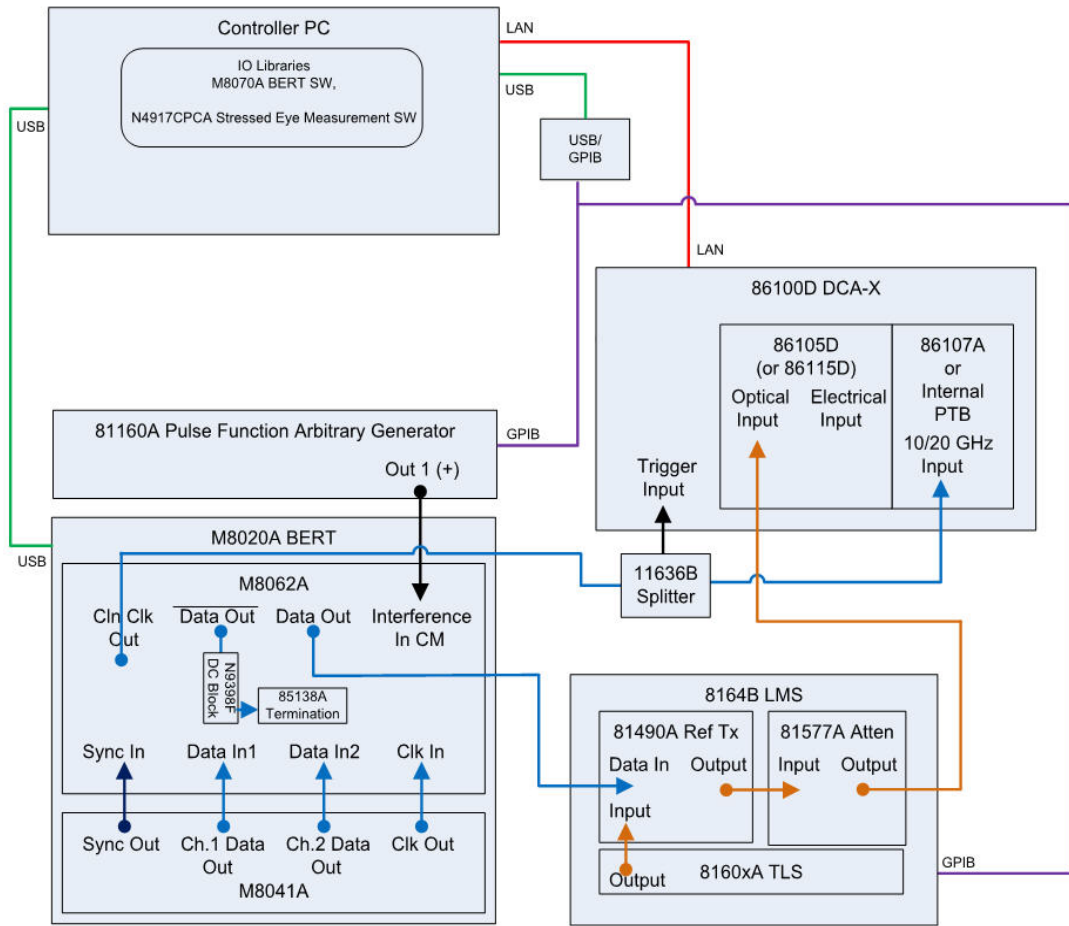 Controller PC
IO Libraries
M8070A BERT SW,
N4917CPCA Stressed Eye Measurement SW
LAN
USB
USB
USB/
GPIB
LAN
86100D DCA-X
86105D
(or 86115D)
Optical
Input
Electrical
Input
86107A
or
Internal
PTB
10/20 GHz
Input
Trigger
Input
81160A Pulse Function Arbitrary Generator
GPIB
Out 1 (+)
USB
M8020A BERT
M8062A
Cln Clk
Out
Data Out
Data Out
Interference
In CM
N9398F
DC Block
85138A
Termination
Sync In
Data In1
Data In2
Clk In
Sync Out
Ch.1 Data
Out
Ch.2 Data
Out
Clk Out
M8041A
11636B
Splitter
8164B LMS
81490A Ref Tx
Data In
Output
Input
81577A Atten
Input
Output
Output
8160xA TLS
GPIB